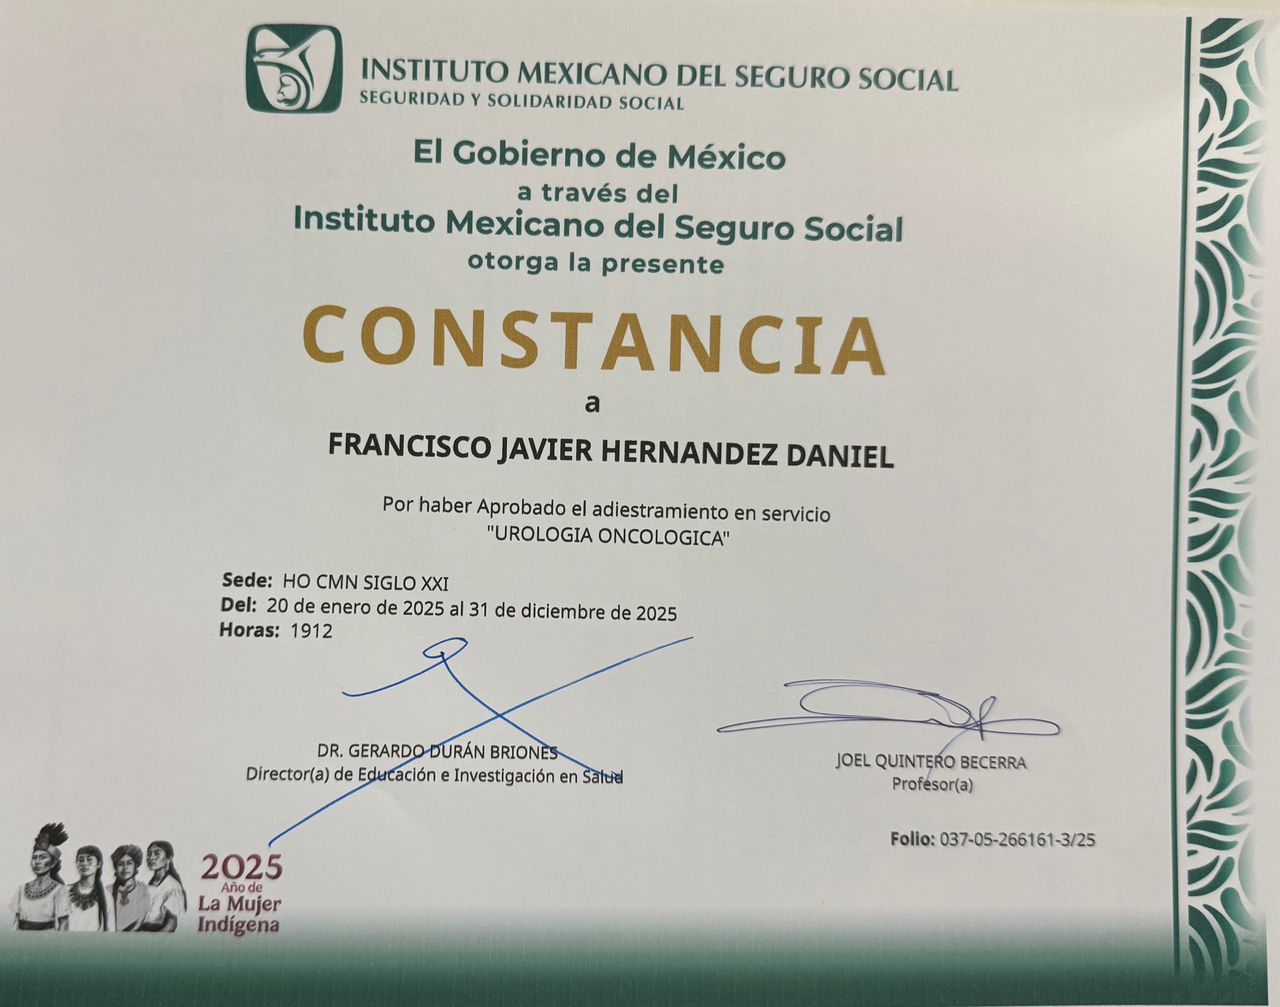 INSTITUTO MEXICANO DEL SEGURO SOCIAL
SEGURIDAD Y SOLIDARIDAD SOCIAL
El Gobierno de México
a través del
Instituto Mexicano del Seguro Social
otorga la presente
CONSTANCIA
a
FRANCISCO JAVIER HERNANDEZ DANIEL
Por haber Aprobado el adiestramiento en servicio
"UROLOGIA ONCOLOGICA"
Sede: HO CMN SIGLO XXI
Del: 20 de enero de 2025 al 31 de diciembre de 2025
Horas: 1912
DR. GERARDO DURÁN BRIONES
Director(a) de Educación e Investigación en Salud
JOEL QUINTERO BECERRA
Profesor(a)
Folio: 037-05-266161-3/25
2025
Año de
La Mujer
Indígena